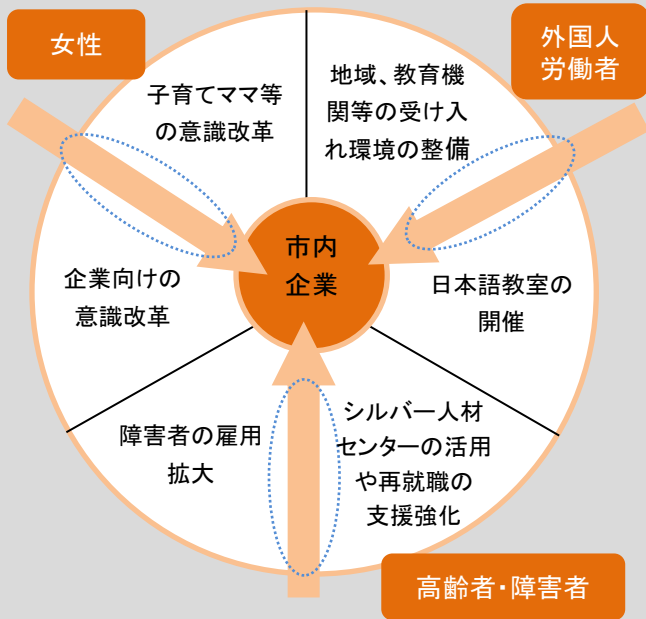 女性
外国人
労働者
子育てママ等
の意識改革
地域、教育機
関等の受け入
れ環境の整備
市内
企業
企業向けの
意識改革
日本語教室の
開催
障害者の雇用
拡大
シルバー人材
センターの活用
や再就職の
支援強化
高齢者・障害者